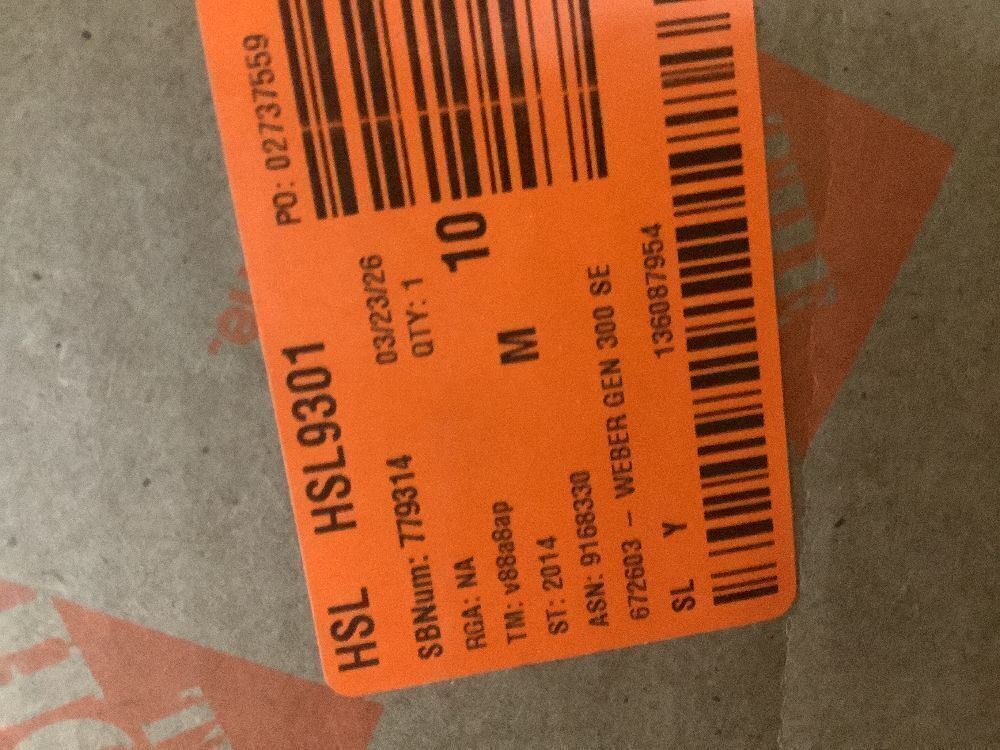 PO: 02737559
HSL HSL9301
03/23/26
SBNum: 779314 QTY: 1
RGA: NA 10
TM: v88a8ap M
ST: 2014
ASN: 9168330
672603 – WEBER GEN 300 SE
SL Y 136087954